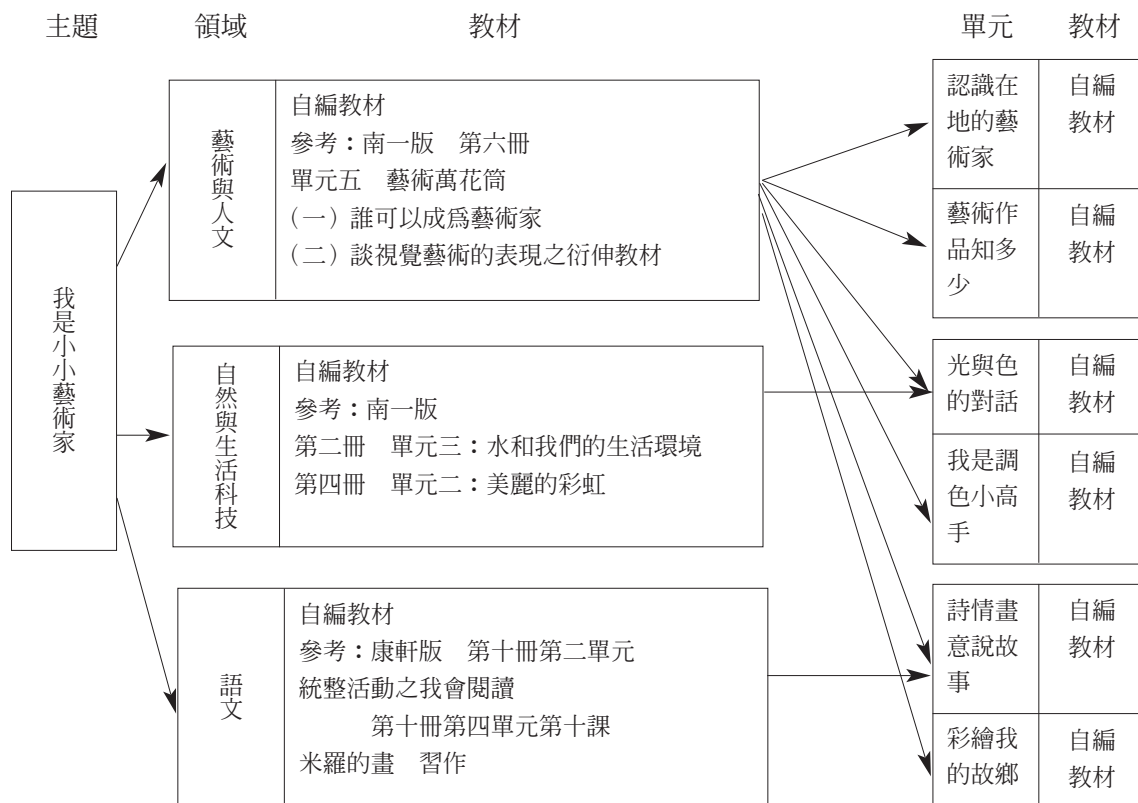 主題 領域 教材 單元 教材
我是小小藝術家
藝術與人文
自編教材
參考：南一版　第六冊
單元五　藝術萬花筒
（一）誰可以成爲藝術家
（二）談視覺藝術的表現之衍伸教材
自然與生活科技
自編教材
參考：南一版
第二冊　單元三：水和我們的生活環境
第四冊　單元二：美麗的彩虹
語文
自編教材
參考：康軒版　第十冊第二單元
統整活動之我會閱讀
第十冊第四單元第十課
米羅的畫　習作
認識在
地的藝
術家
自編
教材
藝術作
品知多
少
自編
教材
光與色
的對話
自編
教材
我是調
色小高
手
自編
教材
詩情畫
意說故
事
自編
教材
彩繪我
的故鄉
自編
教材